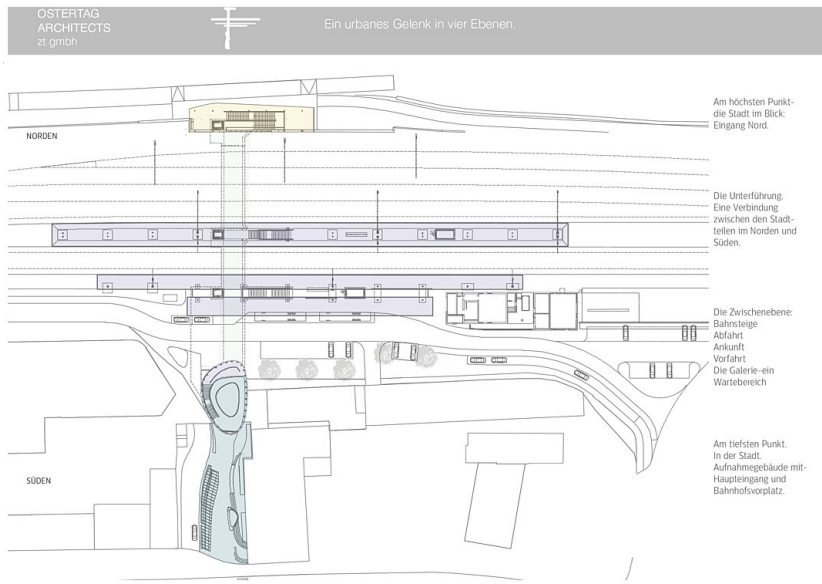 OSTERTAG
ARCHITECTS
zt gmbh
Ein urbanes Gelenk in vier Ebenen.
NORDEN
Am höchsten Punkt-
die Stadt im Blick:
Eingang Nord.
Die Unterführung.
Eine Verbindung
zwischen den Stadt-
teilen im Norden und
Süden.
Die Zwischenebene:
Bahnsteige
Abfahrt
Ankunft
Vorfahrt
Die Galerie-ein
Wartebereich
Am tiefsten Punkt.
In der Stadt.
Aufnahmegebäude mit-
Haupteingang und
Bahnhofsvorplatz.
SÜDEN